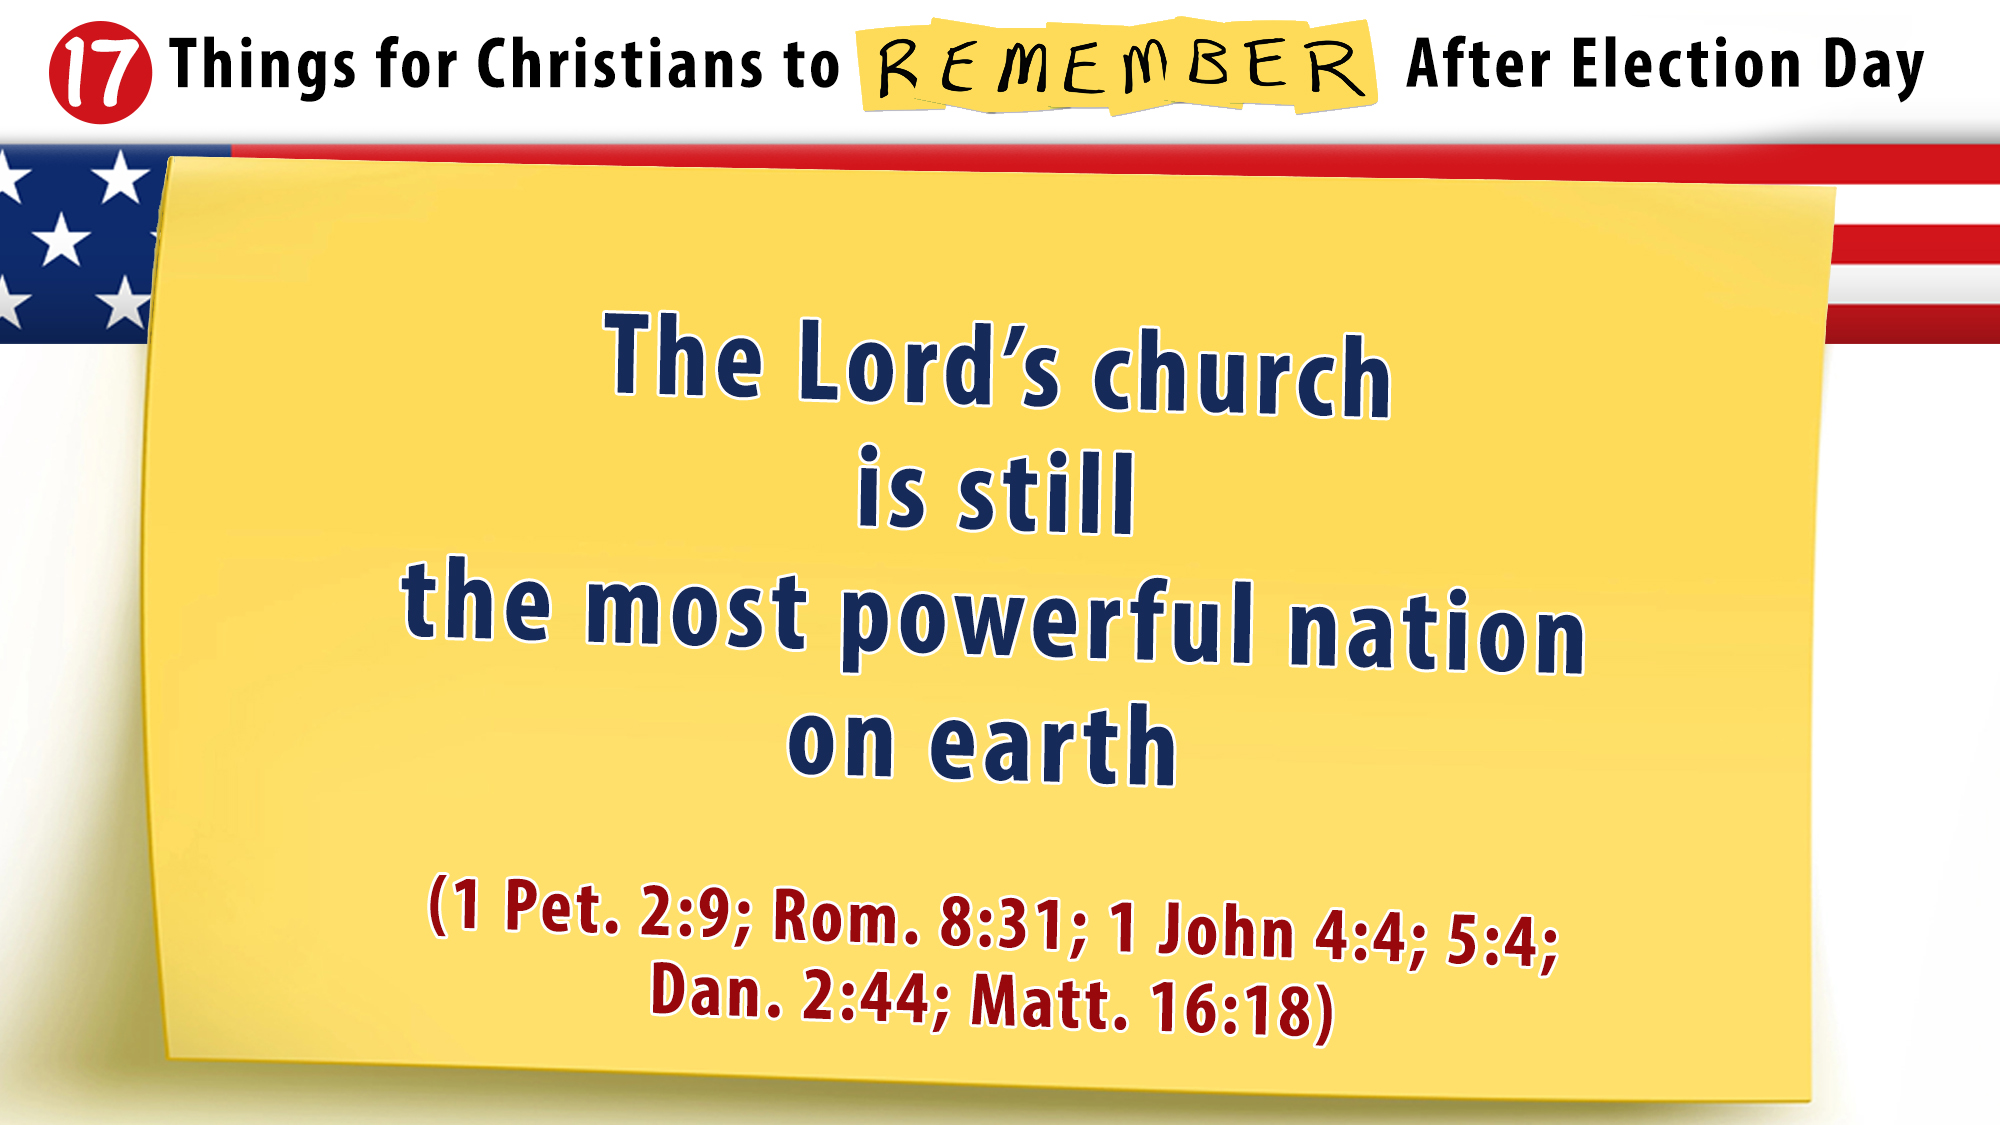 17 Things for Christians to REMEMBER After Election Day
The Lord’s church
is still
the most powerful nation
on earth
(1 Pet. 2:9; Rom. 8:31; 1 John 4:4; 5:4;
Dan. 2:44; Matt. 16:18)